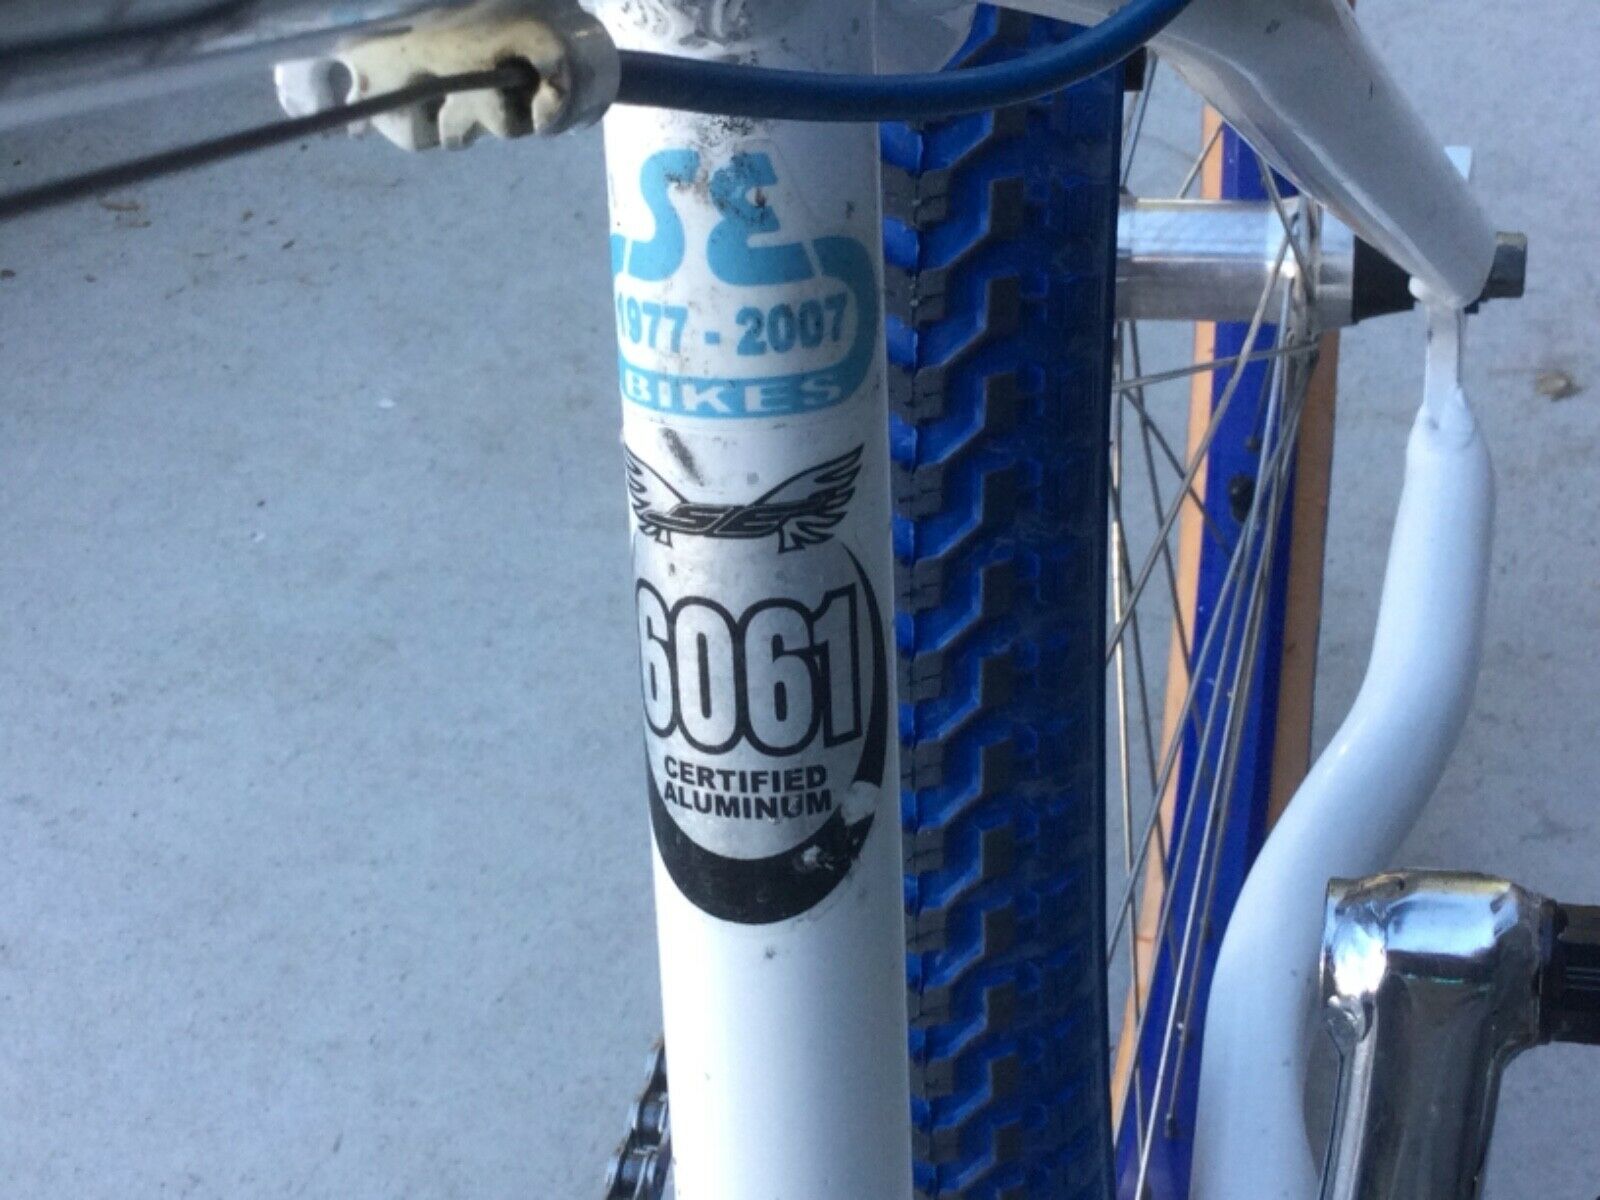 SE
1977 - 2007
BIKES
SE
6061
CERTIFIED
ALUMINUM